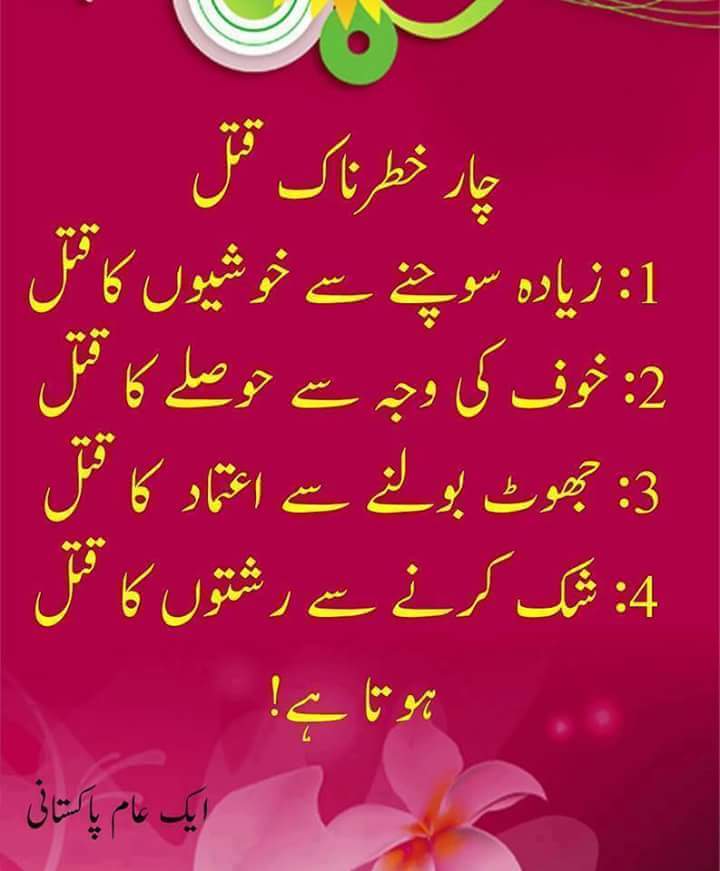 چار خطرناک قتل
1: زیادہ سوچنے سے خوشیوں کا قتل
2: خوف کی وجہ سے حوصلے کا قتل
3: جھوٹ بولنے سے اعتماد کا قتل
4: شک کرنے سے رشتوں کا قتل
ہوتا ہے!
ایک عام پاکستانی